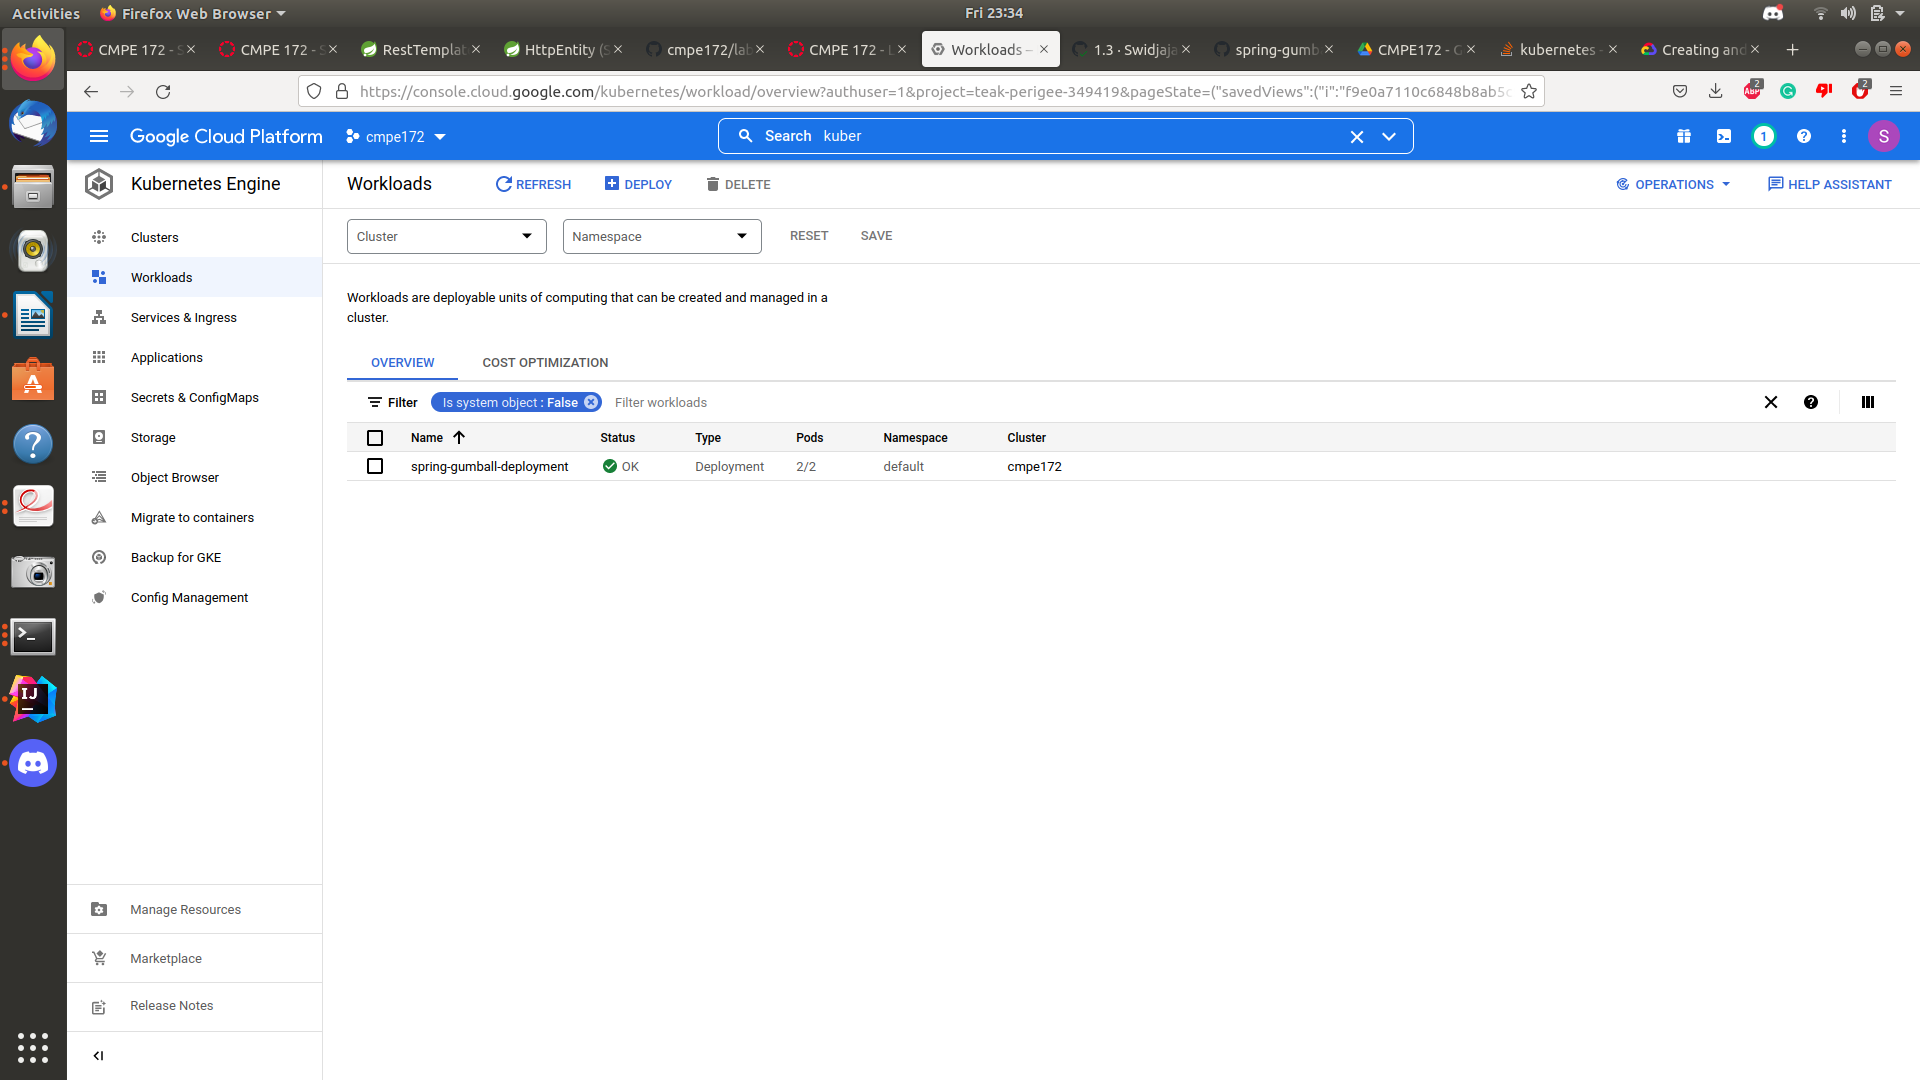 Activities Firefox Web Browser Fri 23:34
CMPE 172 - S CMPE 172 - S RestTemplat HttpEntity (S cmpe172/lab CMPE 172 - L Workloads – 1.3 · Swidjaja spring-gumb CMPE172 - G kubernetes - Creating and
https://console.cloud.google.com/kubernetes/workload/overview?authuser=1&project=teak-perigee-349419&pageState=("savedViews":("i":"f9e0a7110c6848b8ab5c ABP 2 2
Google Cloud Platform cmpe172 Search kuber 1 S
Kubernetes Engine Workloads REFRESH DEPLOY DELETE OPERATIONS HELP ASSISTANT
Cluster Namespace RESET SAVE
Clusters
Workloads
Services & Ingress
Applications
Secrets & ConfigMaps
Storage
Object Browser
Migrate to containers
Backup for GKE
Config Management
Workloads are deployable units of computing that can be created and managed in a
cluster.
OVERVIEW COST OPTIMIZATION
Filter Is system object : False Filter workloads
Name Status Type Pods Namespace Cluster
spring-gumball-deployment OK Deployment 2/2 default cmpe172
IJ
Manage Resources
Marketplace
Release Notes